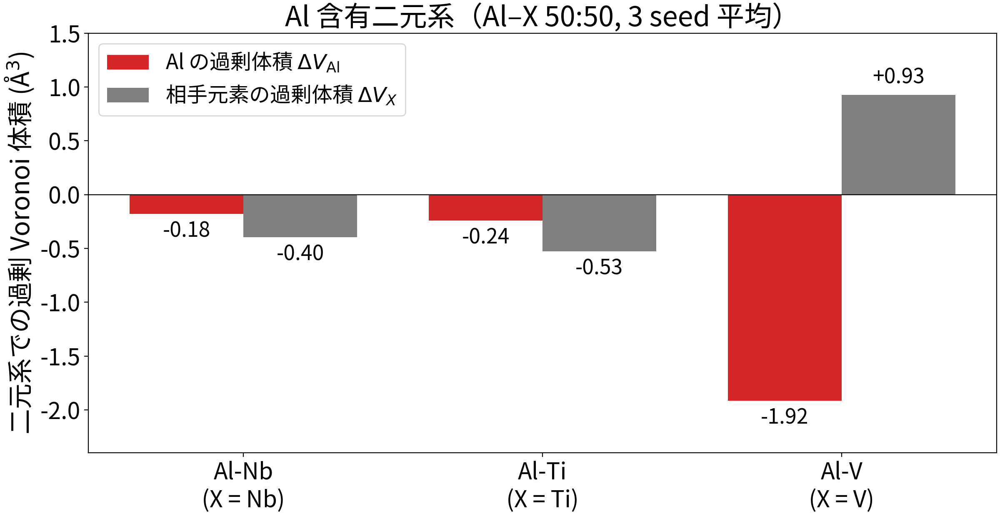 Al 含有二元系（Al–X 50:50, 3 seed 平均）
二元系での過剰 Voronoi 体積 (Å³)
1.5
1.0
0.5
0.0
-0.5
-1.0
-1.5
-2.0
Al の過剰体積 ΔV_Al
相手元素の過剰体積 ΔV_X
-0.18
-0.40
-0.24
-0.53
-1.92
+0.93
Al-Nb
(X = Nb)
Al-Ti
(X = Ti)
Al-V
(X = V)